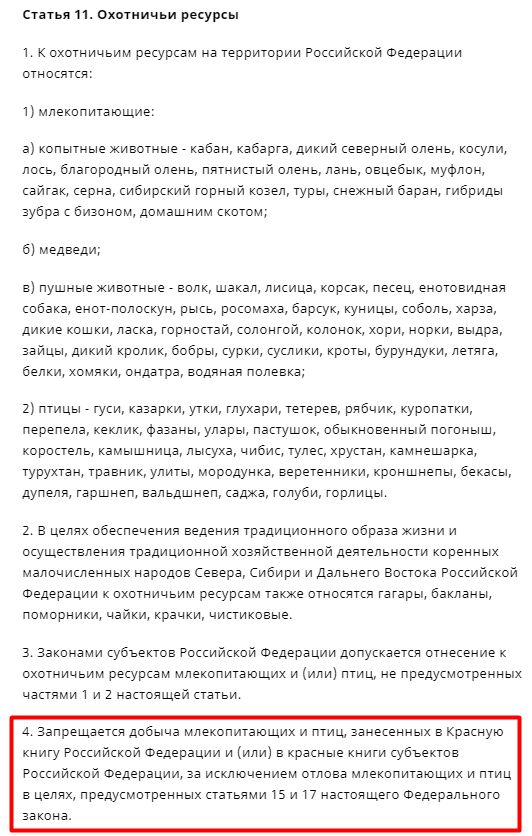 Статья 11. Охотничьи ресурсы
1. К охотничьим ресурсам на территории Российской Федерации
относятся:
1) млекопитающие:
а) копытные животные - кабан, кабарга, дикий северный олень, косули,
лось, благородный олень, пятнистый олень, лань, овцебык, муфлон,
сайгак, серна, сибирский горный козел, туры, снежный баран, гибриды
зубра с бизоном, домашним скотом;
б) медведи;
в) пушные животные - волк, шакал, лисица, корсак, песец, енотовидная
собака, енот-полоскун, рысь, росомаха, барсук, куницы, соболь, харза,
дикие кошки, ласка, горностай, солонгой, колонок, хори, норки, выдра,
зайцы, дикий кролик, бобры, сурки, суслики, кроты, бурундуки, летяга,
белки, хомяки, ондатра, водяная полевка;
2) птицы - гуси, казарки, утки, глухари, тетерев, рябчик, куропатки,
перепела, кеклик, фазаны, улары, пастушок, обыкновенный погоныш,
коростель, камышница, лысуха, чибис, тулес, хрустан, камнешарка,
турухтан, травник, улиты, мородунка, веретенники, кроншнепы, бекасы,
дупеля, гаршнеп, вальдшнеп, саджа, голуби, горлицы.
2. В целях обеспечения ведения традиционного образа жизни и
осуществления традиционной хозяйственной деятельности коренных
малочисленных народов Севера, Сибири и Дальнего Востока Российской
Федерации к охотничьим ресурсам также относятся гагары, бакланы,
поморники, чайки, крачки, чистиковые.
3. Законами субъектов Российской Федерации допускается отнесение к
охотничьим ресурсам млекопитающих и (или) птиц, не предусмотренных
частями 1 и 2 настоящей статьи.
4. Запрещается добыча млекопитающих и птиц, занесенных в Красную
книгу Российской Федерации и (или) в красные книги субъектов
Российской Федерации, за исключением отлова млекопитающих и птиц
в целях, предусмотренных статьями 15 и 17 настоящего Федерального
закона.